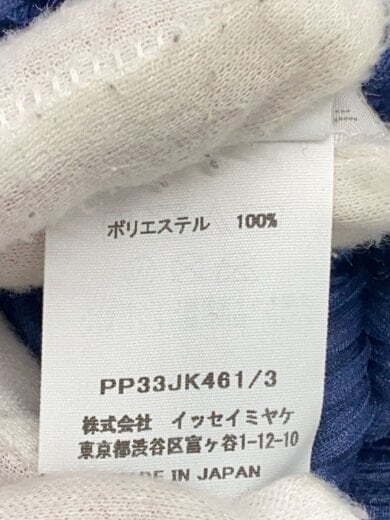 ポリエステル 100%
PP33JK461/3
株式会社 イッセイミヤケ
東京都渋谷区富ヶ谷1-12-10
MADE IN JAPAN